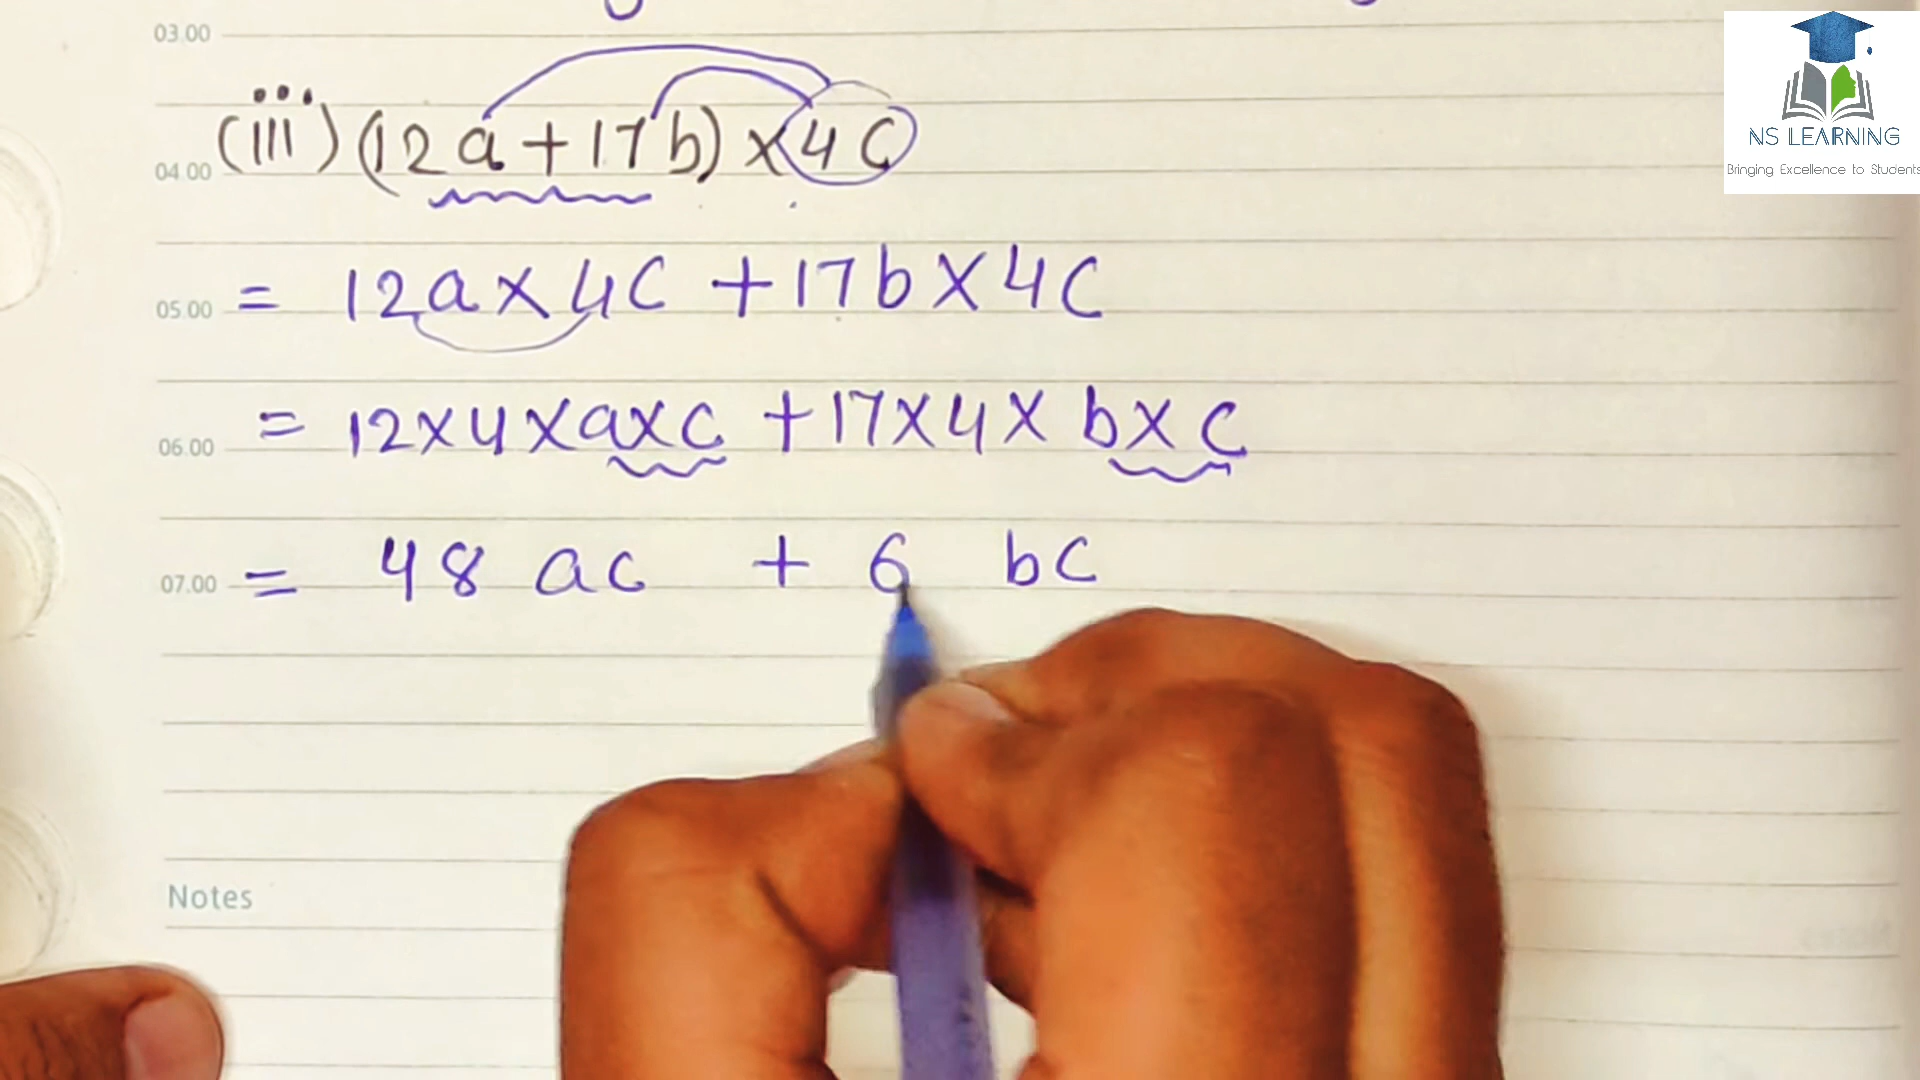 03.00
(iii) (12a + 17b) × 4c
04.00
NS LEARNING
Bringing Excellence to Students
05.00 = 12a × 4c + 17b × 4c
06.00 = 12 × 4 × a × c + 17 × 4 × b × c
07.00 = 48 ac + 6 bc
Notes